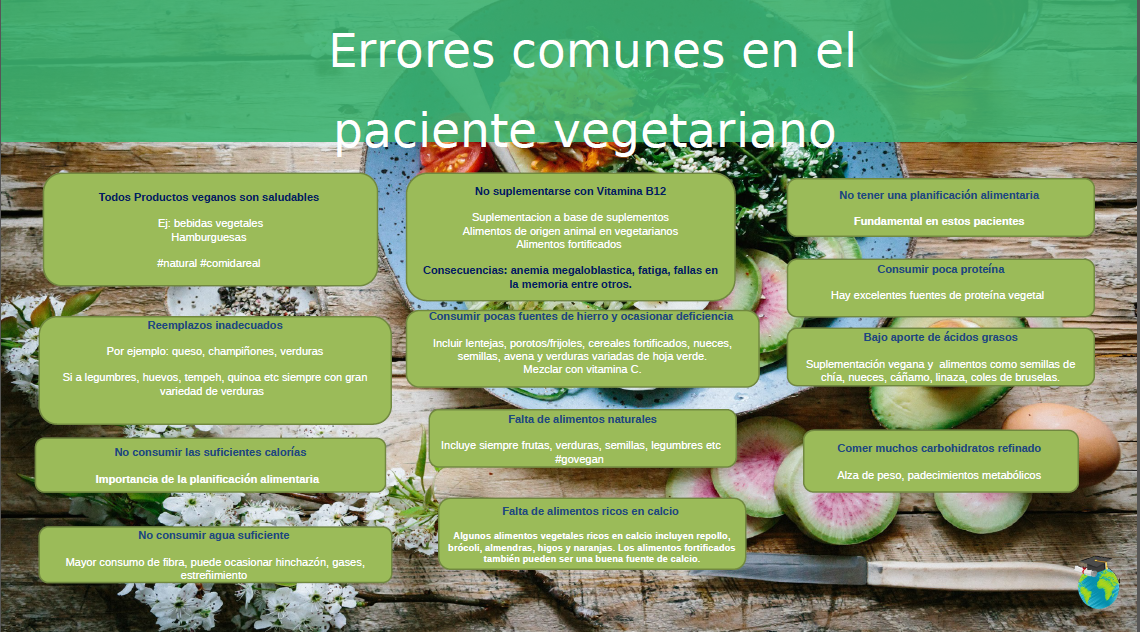 Errores comunes en el
paciente vegetariano
Todos Productos veganos son saludables
Ej: bebidas vegetales
Hamburguesas
#natural #comidareal
Reemplazos inadecuados
Por ejemplo: queso, champiñones, verduras
Si a legumbres, huevos, tempeh, quinoa etc siempre con gran
variedad de verduras
No consumir las suficientes calorías
Importancia de la planificación alimentaria
No consumir agua suficiente
Mayor consumo de fibra, puede ocasionar hinchazón, gases,
estreñimiento
No suplementarse con Vitamina B12
Suplementacion a base de suplementos
Alimentos de origen animal en vegetarianos
Alimentos fortificados
Consecuencias: anemia megaloblastica, fatiga, fallas en
la memoria entre otros.
Consumir pocas fuentes de hierro y ocasionar deficiencia
Incluir lentejas, porotos/frijoles, cereales fortificados, nueces,
semillas, avena y verduras variadas de hoja verde.
Mezclar con vitamina C.
Falta de alimentos naturales
Incluye siempre frutas, verduras, semillas, legumbres etc
#govegan
Falta de alimentos ricos en calcio
Algunos alimentos vegetales ricos en calcio incluyen repollo,
brócoli, almendras, higos y naranjas. Los alimentos fortificados
también pueden ser una buena fuente de calcio.
No tener una planificación alimentaria
Fundamental en estos pacientes
Consumir poca proteína
Hay excelentes fuentes de proteína vegetal
Bajo aporte de ácidos grasos
Suplementación vegana y alimentos como semillas de
chía, nueces, cáñamo, linaza, coles de bruselas.
Comer muchos carbohidratos refinado
Alza de peso, padecimientos metabólicos